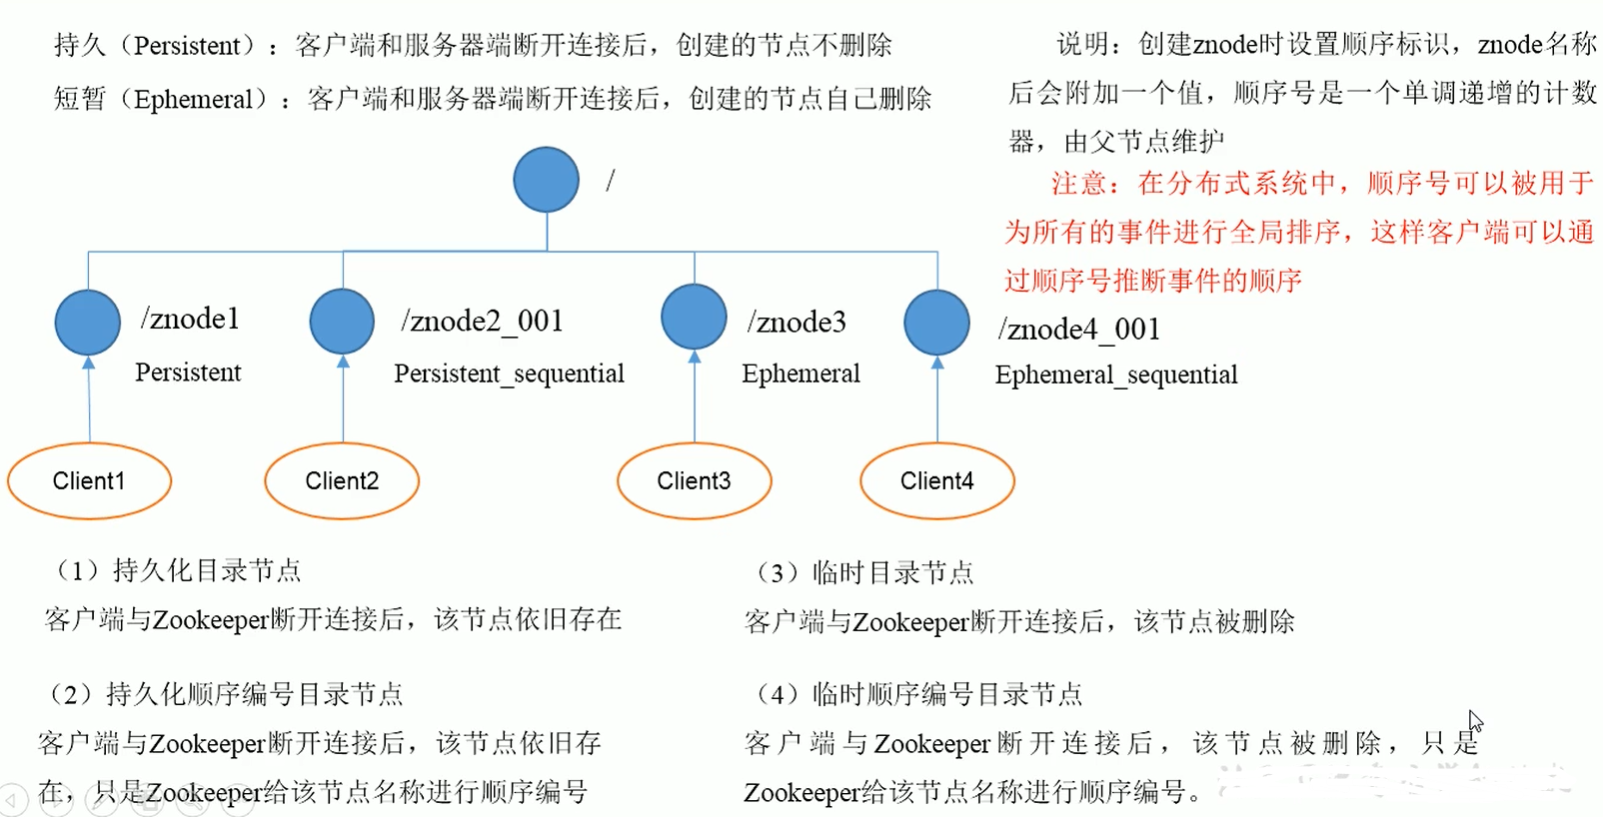 持久（Persistent）：客户端和服务器端断开连接后，创建的节点不删除
短暂（Ephemeral）：客户端和服务器端断开连接后，创建的节点自己删除
说明：创建znode时设置顺序标识，znode名称
后会附加一个值，顺序号是一个单调递增的计数
器，由父节点维护
注意：在分布式系统中，顺序号可以被用于
为所有的事件进行全局排序，这样客户端可以通
过顺序号推断事件的顺序
/
/znode1
Persistent
/znode2_001
Persistent_sequential
/znode3
Ephemeral
/znode4_001
Ephemeral_sequential
Client1
Client2
Client3
Client4
（1）持久化目录节点
客户端与Zookeeper断开连接后，该节点依旧存在
（2）持久化顺序编号目录节点
客户端与Zookeeper断开连接后，该节点依旧存
在，只是Zookeeper给该节点名称进行顺序编号
（3）临时目录节点
客户端与Zookeeper断开连接后，该节点被删除
（4）临时顺序编号目录节点
客户端与Zookeeper断开连接后，该节点被删除，只是
Zookeeper给该节点名称进行顺序编号。